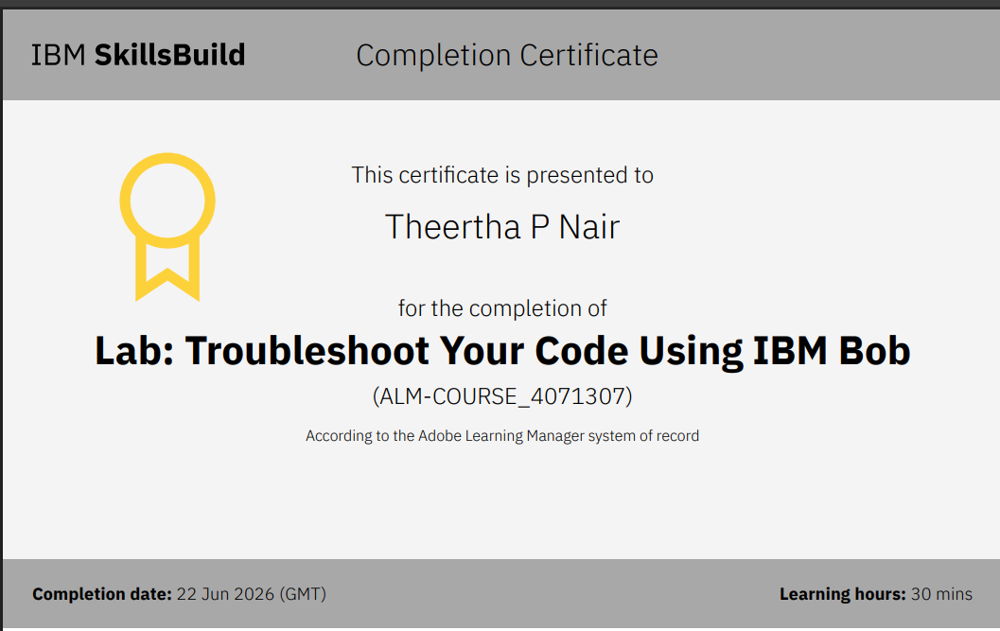 IBM SkillsBuild
Completion Certificate
This certificate is presented to
Theertha P Nair
for the completion of
Lab: Troubleshoot Your Code Using IBM Bob
(ALM-COURSE_4071307)
According to the Adobe Learning Manager system of record
Completion date: 22 Jun 2026 (GMT)
Learning hours: 30 mins